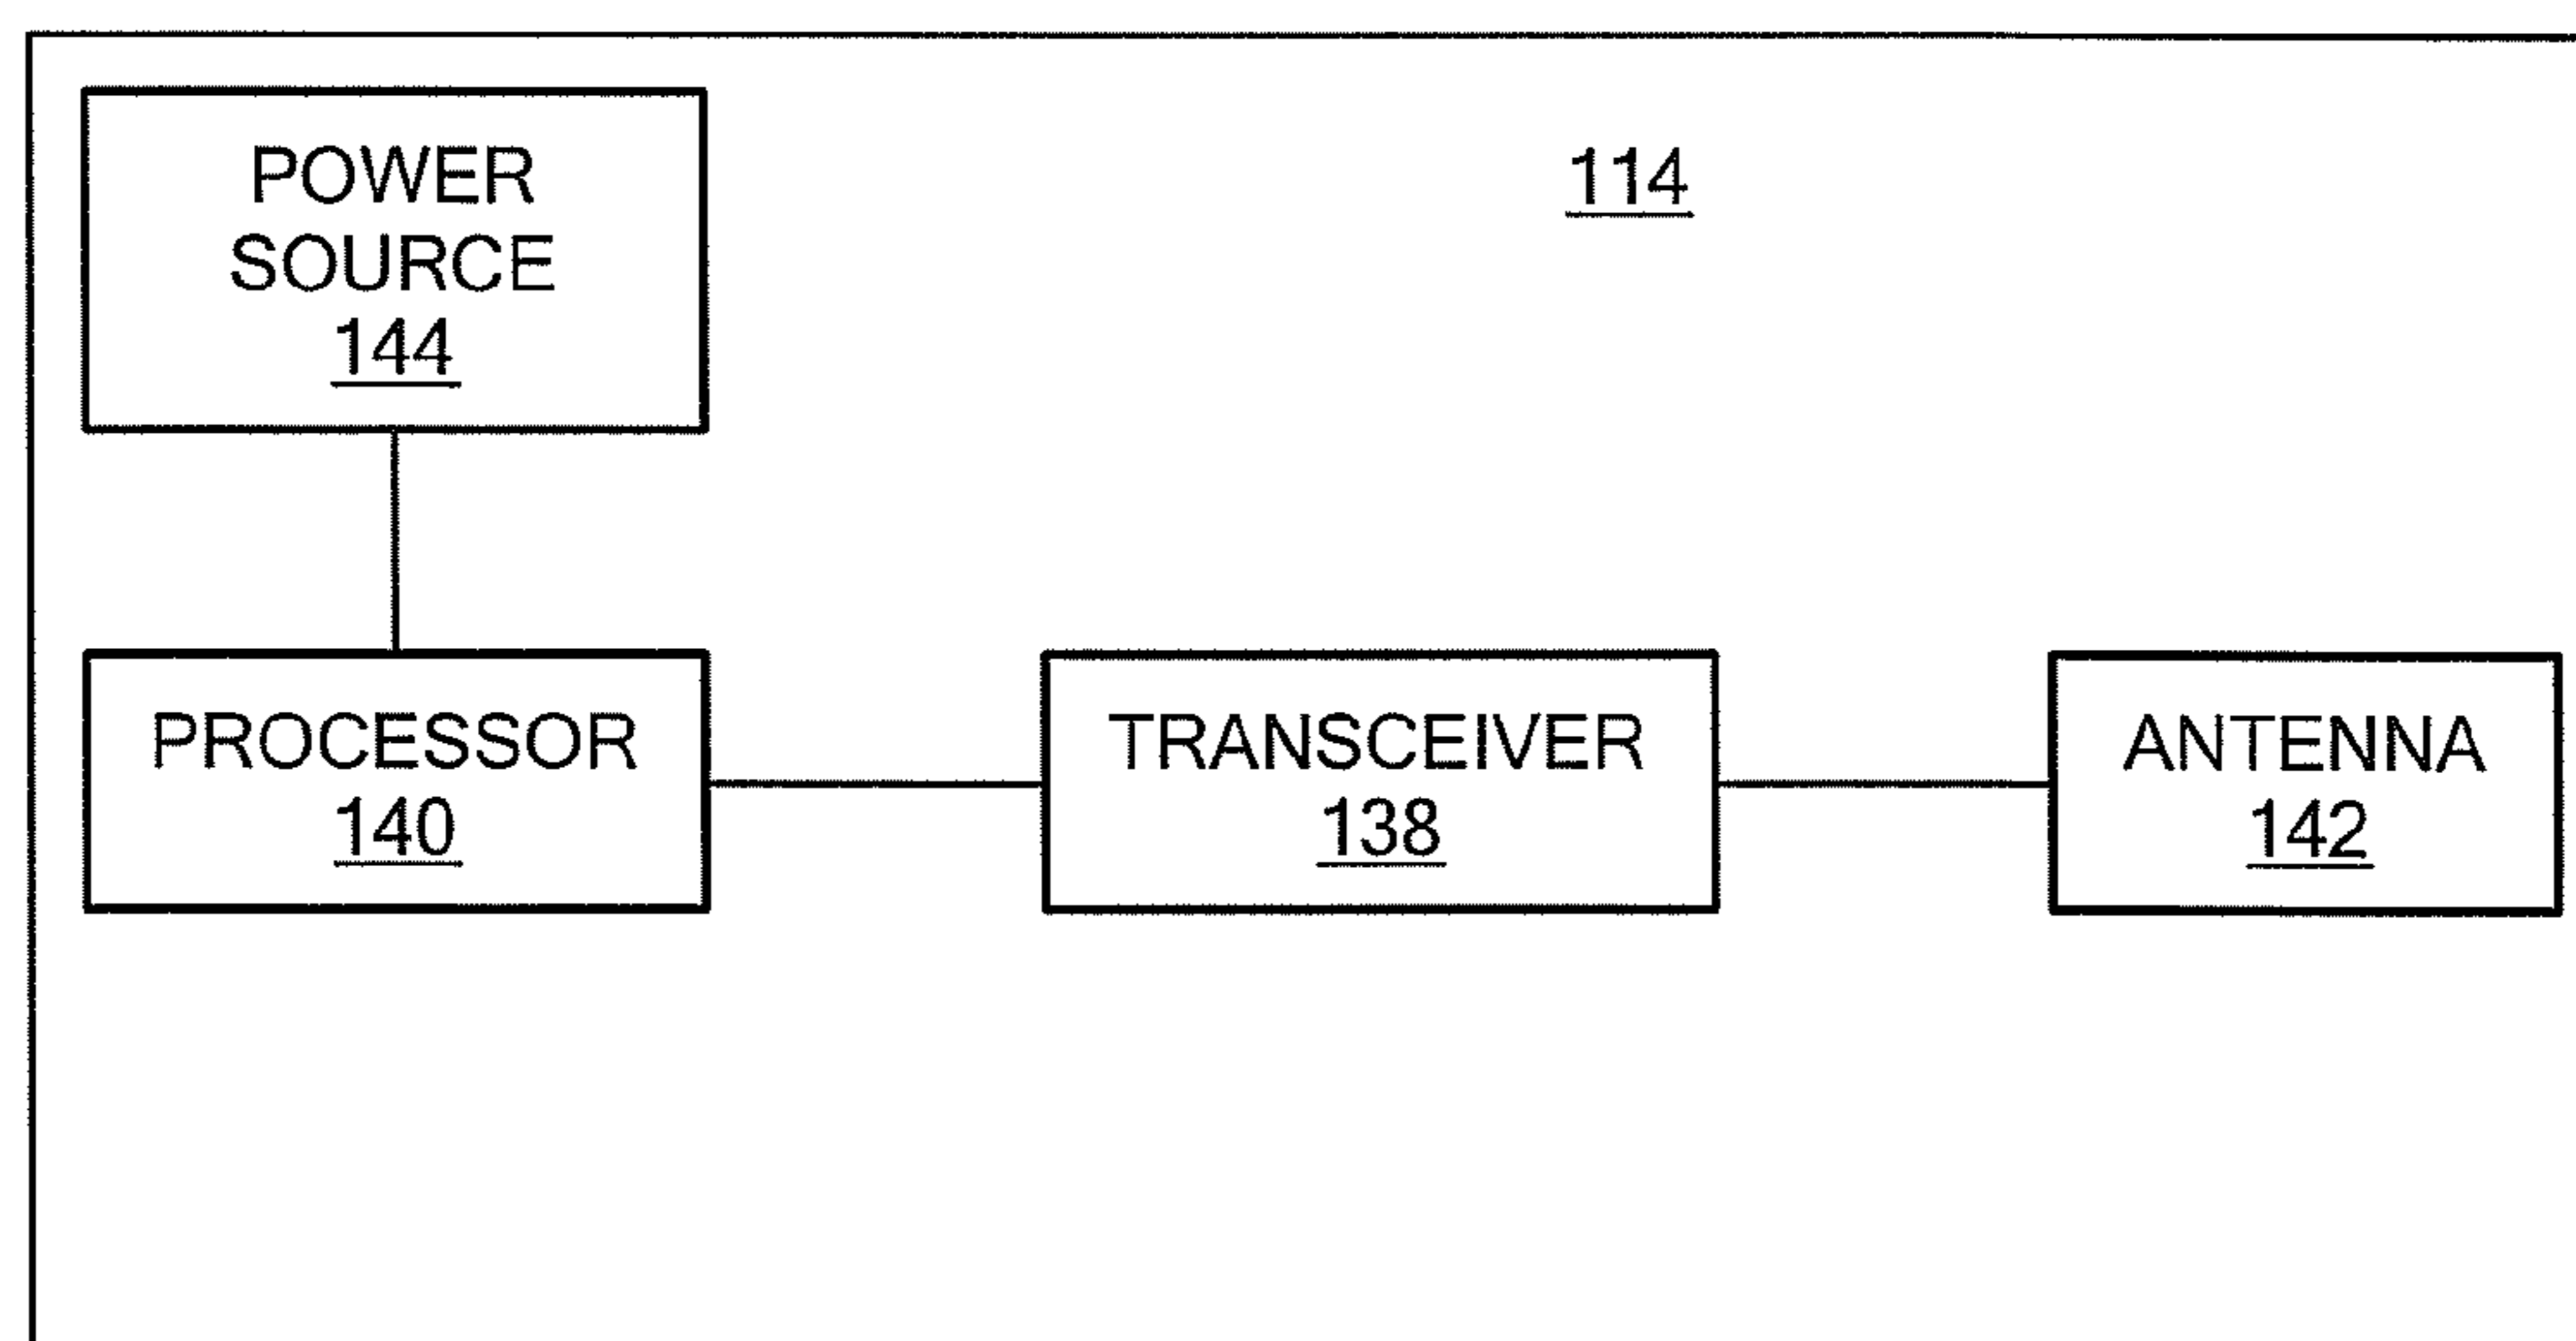 POWER
SOURCE
144
114
PROCESSOR
140
TRANSCEIVER
138
ANTENNA
142